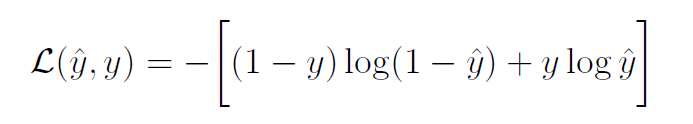 ℒ(ŷ, y) = −[(1 − y) log(1 − ŷ) + y log ŷ]